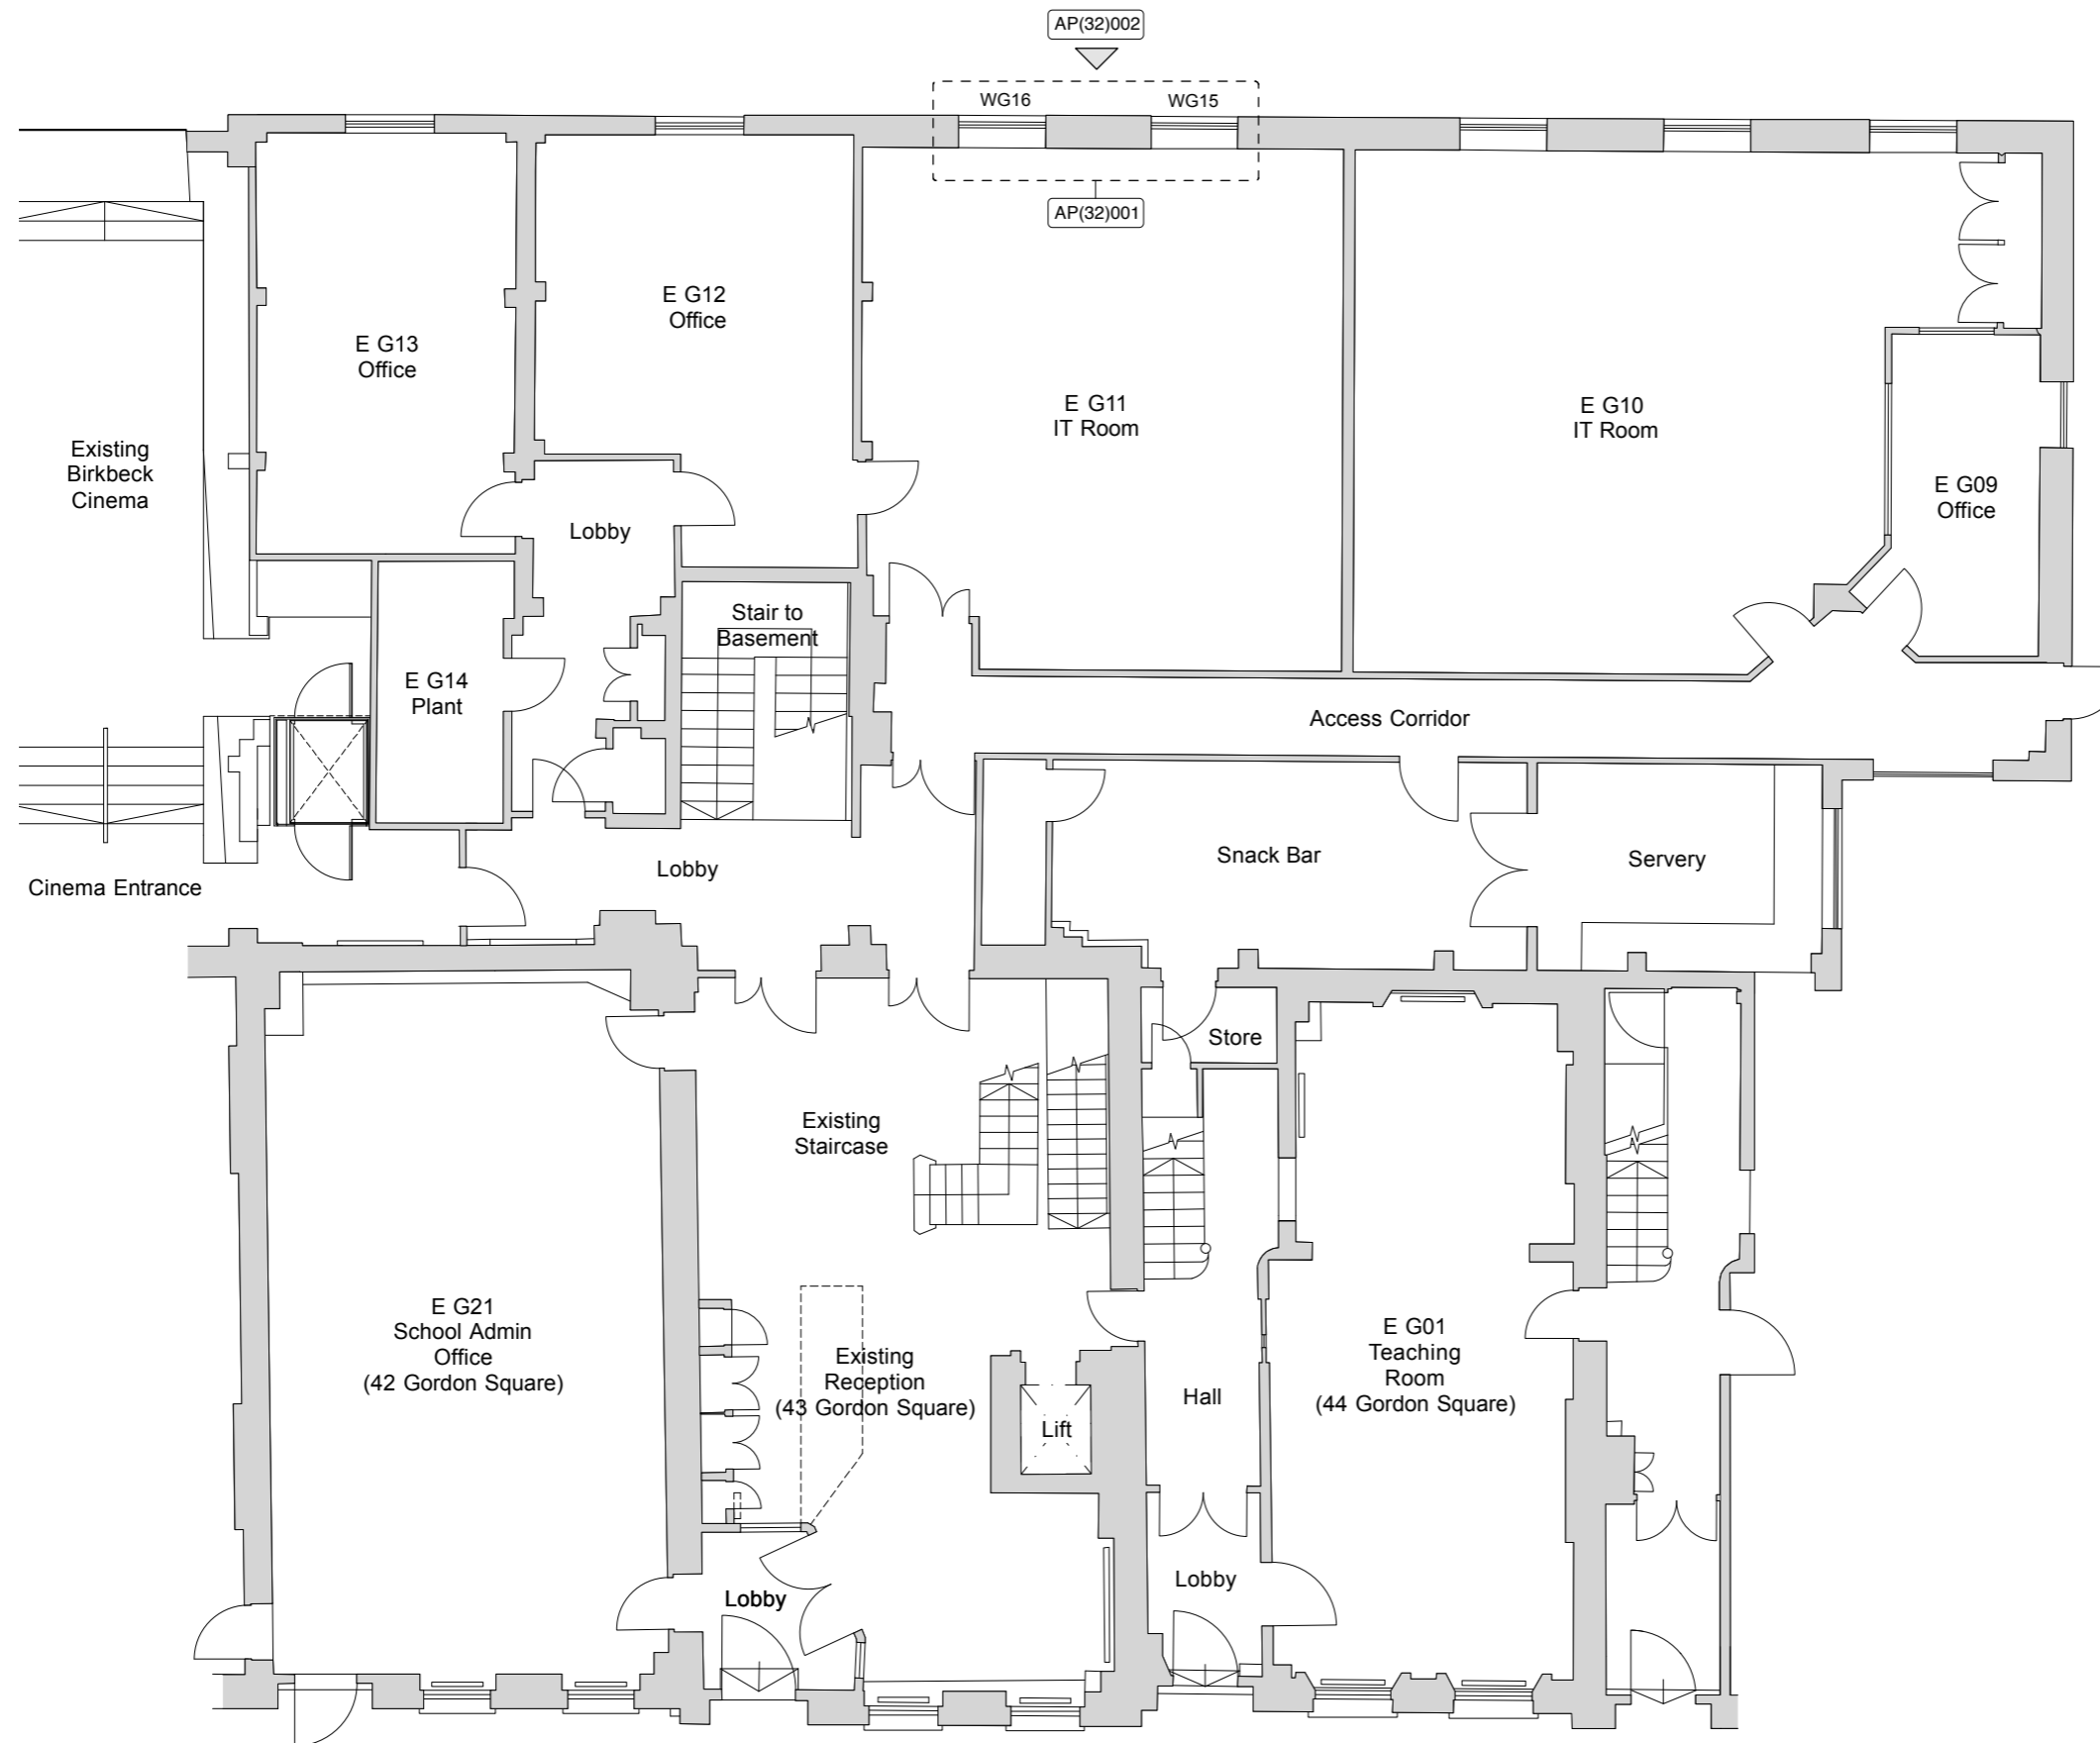 AP(32)002
WG16
WG15
AP(32)001
E G13
Office
E G12
Office
E G11
IT Room
E G10
IT Room
E G09
Office
Existing
Birkbeck
Cinema
Lobby
Stair to
Basement
E G14
Plant
Access Corridor
Cinema Entrance
Lobby
Snack Bar
Servery
Store
Existing
Staircase
E G21
School Admin
Office
(42 Gordon Square)
Existing
Reception
(43 Gordon Square)
Lift
Hall
E G01
Teaching
Room
(44 Gordon Square)
Lobby
Lobby